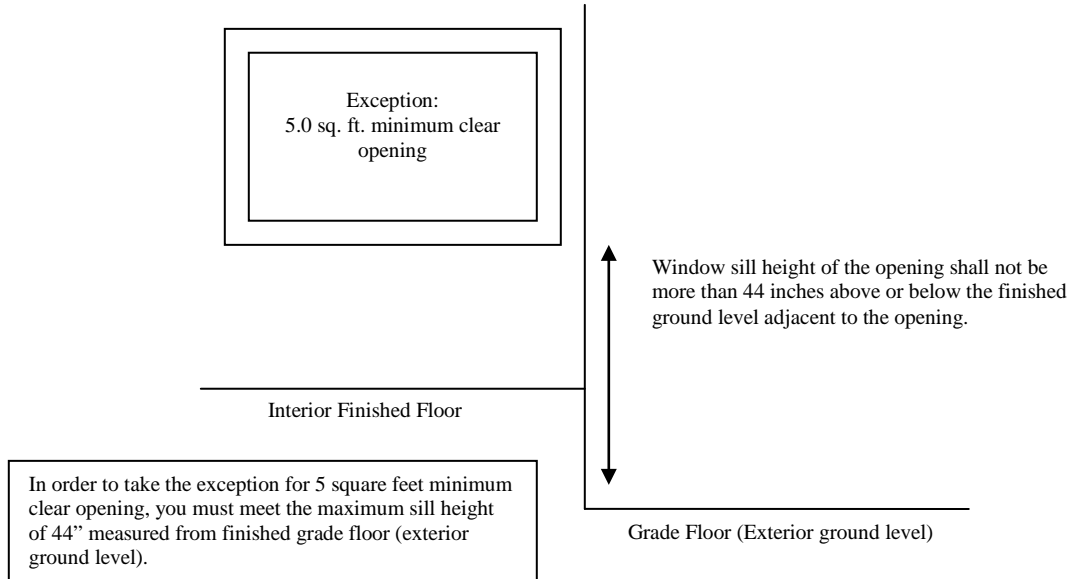 Exception:
5.0 sq. ft. minimum clear
opening
Window sill height of the opening shall not be
more than 44 inches above or below the finished
ground level adjacent to the opening.
Interior Finished Floor
In order to take the exception for 5 square feet minimum
clear opening, you must meet the maximum sill height
of 44” measured from finished grade floor (exterior
ground level).
Grade Floor (Exterior ground level)